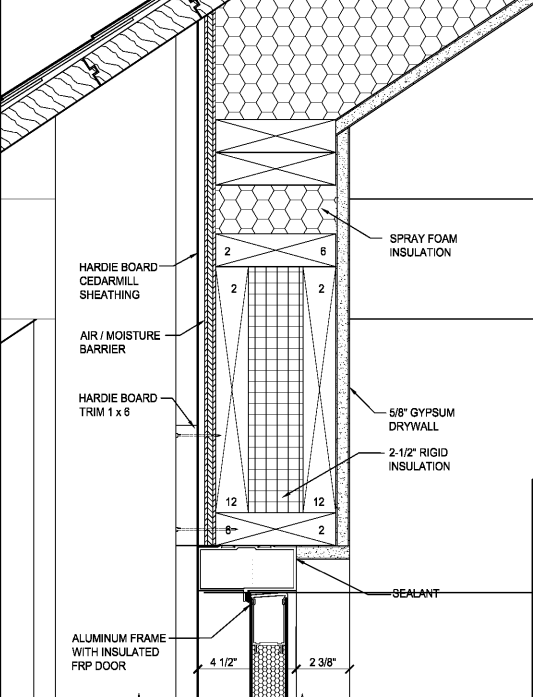 SPRAY FOAM
INSULATION
2 6
HARDIE BOARD
CEDARMILL
SHEATHING
2 2
AIR / MOISTURE
BARRIER
HARDIE BOARD
TRIM 1 x 6
5/8" GYPSUM
DRYWALL
2-1/2" RIGID
INSULATION
12 12
6 2
SEALANT
ALUMINUM FRAME
WITH INSULATED
FRP DOOR
4 1/2" 2 3/8"